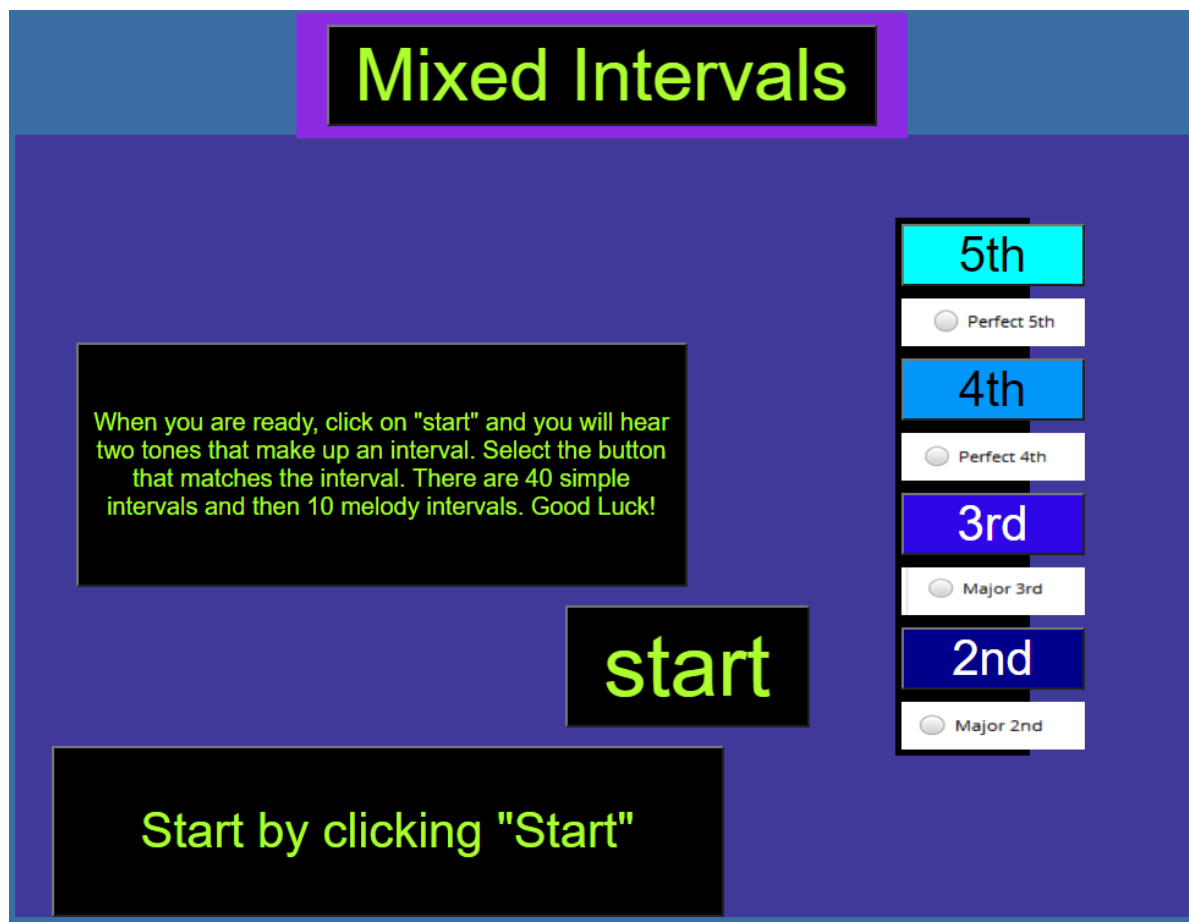 Mixed Intervals
When you are ready, click on "start" and you will hear
two tones that make up an interval. Select the button
that matches the interval. There are 40 simple
intervals and then 10 melody intervals. Good Luck!
start
Start by clicking "Start"
5th
Perfect 5th
4th
Perfect 4th
3rd
Major 3rd
2nd
Major 2nd